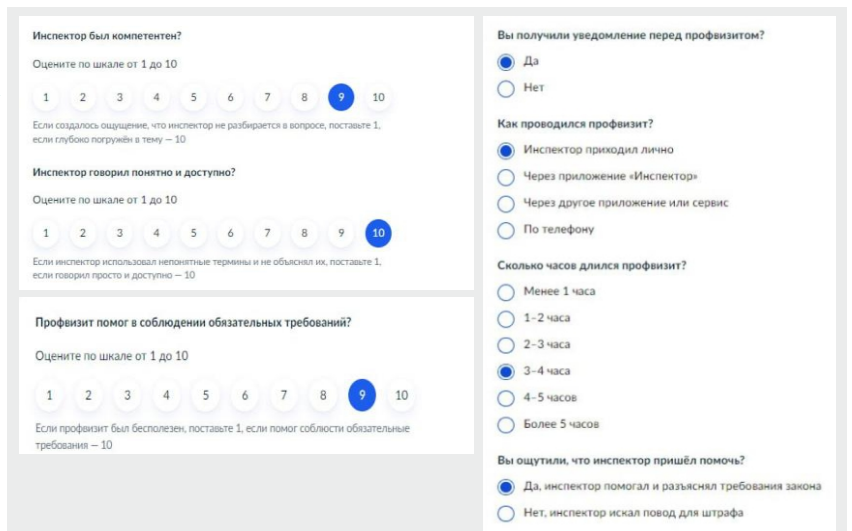 Инспектор был компетентен?
Оцените по шкале от 1 до 10
1 2 3 4 5 6 7 8 9 10
Если создалось ощущение, что инспектор не разбирается в вопросе, поставьте 1,
если глубоко погружён в тему — 10
Инспектор говорил понятно и доступно?
Оцените по шкале от 1 до 10
1 2 3 4 5 6 7 8 9 10
Если инспектор использовал непонятные термины и не объяснял их, поставьте 1,
если говорил просто и доступно — 10
Профвизит помог в соблюдении обязательных требований?
Оцените по шкале от 1 до 10
1 2 3 4 5 6 7 8 9 10
Если профвизит был бесполезен, поставьте 1, если помог соблюсти обязательные
требования — 10
Вы получили уведомление перед профвизитом?
Да
Нет
Как проводился профвизит?
Инспектор приходил лично
Через приложение «Инспектор»
Через другое приложение или сервис
По телефону
Сколько часов длился профвизит?
Менее 1 часа
1–2 часа
2–3 часа
3–4 часа
4–5 часов
Более 5 часов
Вы ощутили, что инспектор пришёл помочь?
Да, инспектор помогал и разъяснял требования закона
Нет, инспектор искал повод для штрафа